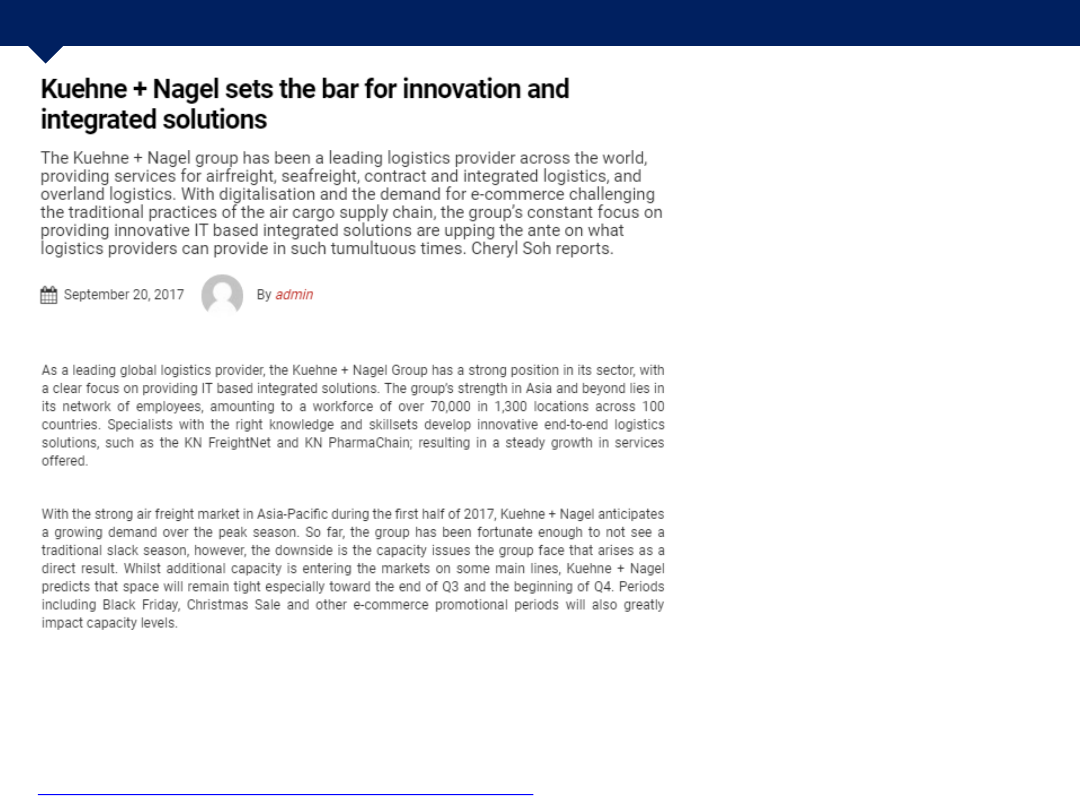 Kuehne + Nagel sets the bar for innovation and
integrated solutions
The Kuehne + Nagel group has been a leading logistics provider across the world,
providing services for airfreight, seafreight, contract and integrated logistics, and
overland logistics. With digitalisation and the demand for e-commerce challenging
the traditional practices of the air cargo supply chain, the group's constant focus on
providing innovative IT based integrated solutions are upping the ante on what
logistics providers can provide in such tumultuous times. Cheryl Soh reports.
September 20, 2017 By admin
As a leading global logistics provider, the Kuehne + Nagel Group has a strong position in its sector, with
a clear focus on providing IT based integrated solutions. The group's strength in Asia and beyond lies in
its network of employees, amounting to a workforce of over 70,000 in 1,300 locations across 100
countries. Specialists with the right knowledge and skillsets develop innovative end-to-end logistics
solutions, such as the KN FreightNet and KN PharmaChain; resulting in a steady growth in services
offered.
With the strong air freight market in Asia-Pacific during the first half of 2017, Kuehne + Nagel anticipates
a growing demand over the peak season. So far, the group has been fortunate enough to not see a
traditional slack season, however, the downside is the capacity issues the group face that arises as a
direct result. Whilst additional capacity is entering the markets on some main lines, Kuehne + Nagel
predicts that space will remain tight especially toward the end of Q3 and the beginning of Q4. Periods
including Black Friday, Christmas Sale and other e-commerce promotional periods will also greatly
impact capacity levels.